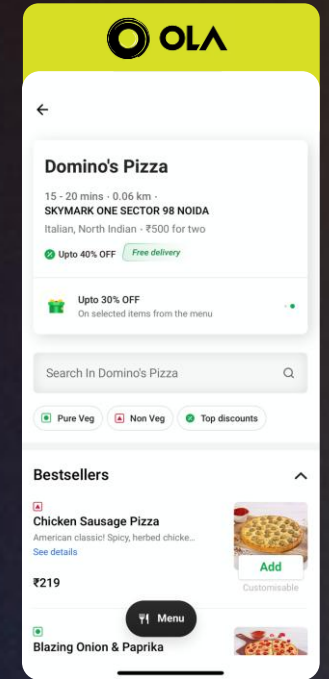 OLA
Domino's Pizza
15 - 20 mins · 0.06 km ·
SKYMARK ONE SECTOR 98 NOIDA
Italian, North Indian - ₹500 for two
Upto 40% OFF Free delivery
Upto 30% OFF
On selected items from the menu
Search In Domino's Pizza
Pure Veg Non Veg Top discounts
Bestsellers
Chicken Sausage Pizza
American classic! Spicy, herbed chicke...
See details
Add
₹219
Customisable
Menu
Blazing Onion & Paprika